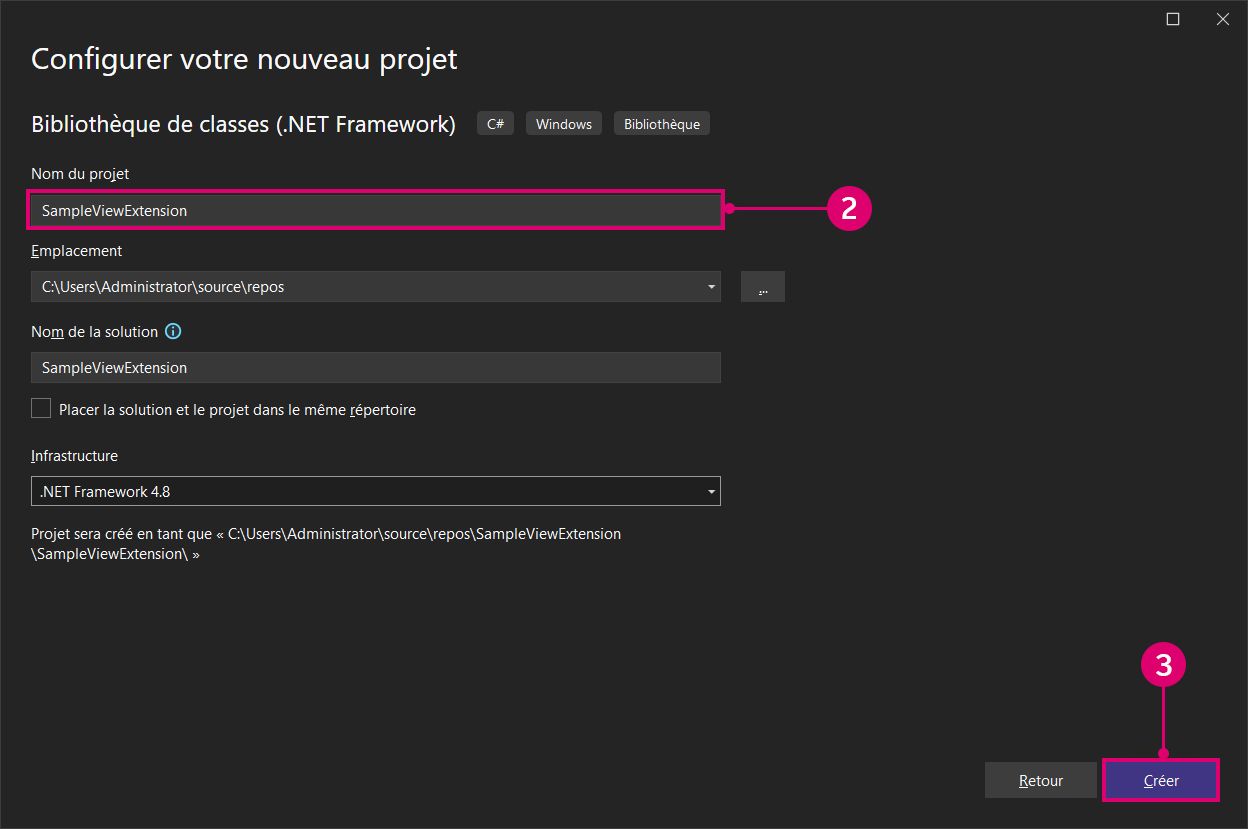 Configurer votre nouveau projet
Bibliothèque de classes (.NET Framework) C# Windows Bibliothèque
Nom du projet
SampleViewExtension
2
Emplacement
C:\Users\Administrator\source\repos
...
Nom de la solution
SampleViewExtension
Placer la solution et le projet dans le même répertoire
Infrastructure
.NET Framework 4.8
Projet sera créé en tant que « C:\Users\Administrator\source\repos\SampleViewExtension
\SampleViewExtension\ »
3
Retour
Créer